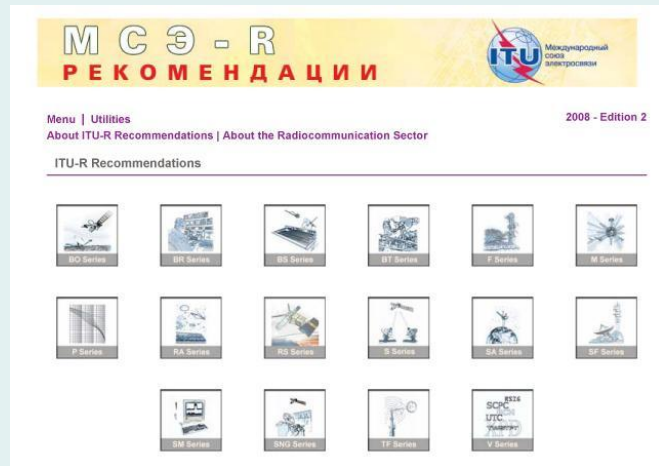 МСЭ-R
РЕКОМЕНДАЦИИ
ITU
Международный
союз
электросвязи
Menu | Utilities
2008 - Edition 2
About ITU-R Recommendations | About the Radiocommunication Sector
ITU-R Recommendations
BO Series
BR Series
BS Series
BT Series
F Series
M Series
P Series
RA Series
RS Series
S Series
SA Series
SF Series
SM Series
SNG Series
TF Series
RS26
SCPC
UTC
V Series